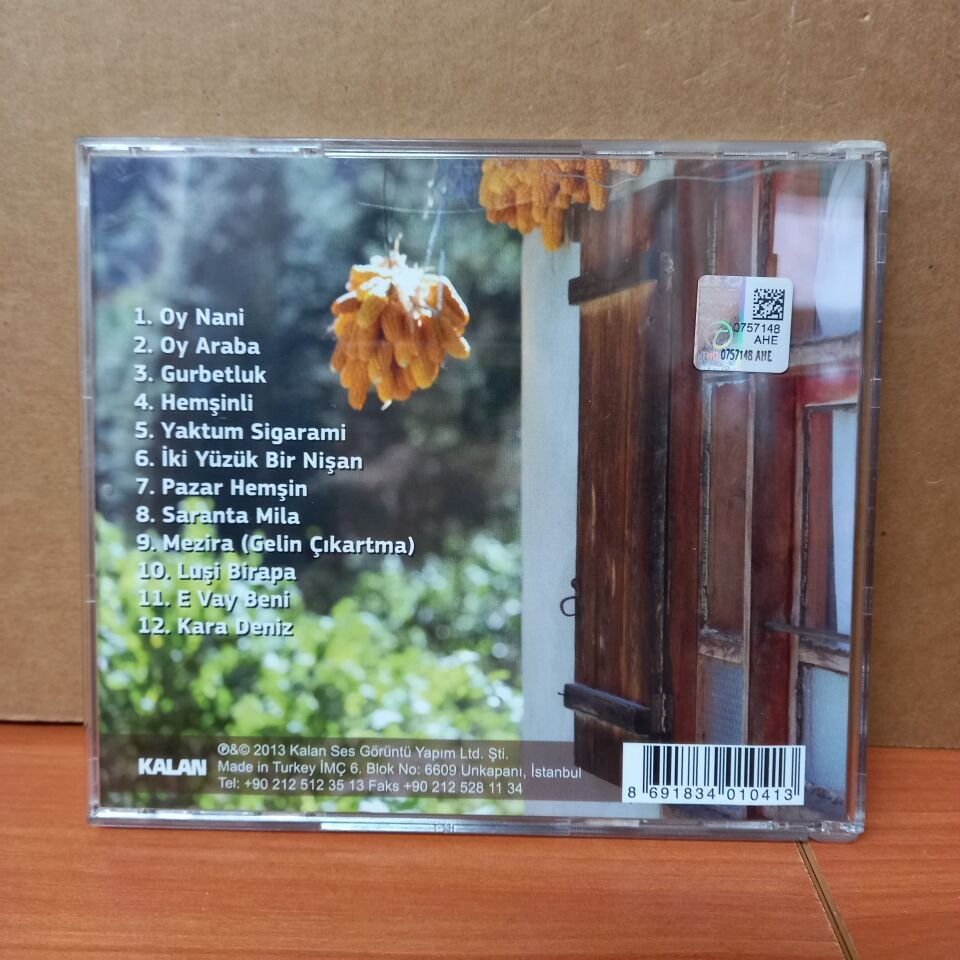 1. Oy Nani
2. Oy Araba
3. Gurbetluk
4. Hemşinli
5. Yaktum Sigarami
6. İki Yüzük Bir Nişan
7. Pazar Hemşin
8. Saranta Mila
9. Mezira (Gelin Çıkartma)
10. Luşi Birapa
11. E Vay Beni
12. Kara Deniz
0757148
AHE
0757148 AHE
KALAN
℗&© 2013 Kalan Ses Görüntü Yapım Ltd. Şti.
Made in Turkey İMÇ 6. Blok No: 6609 Unkapanı, İstanbul
Tel: +90 212 512 35 13 Faks +90 212 528 11 34
8 691834 010413